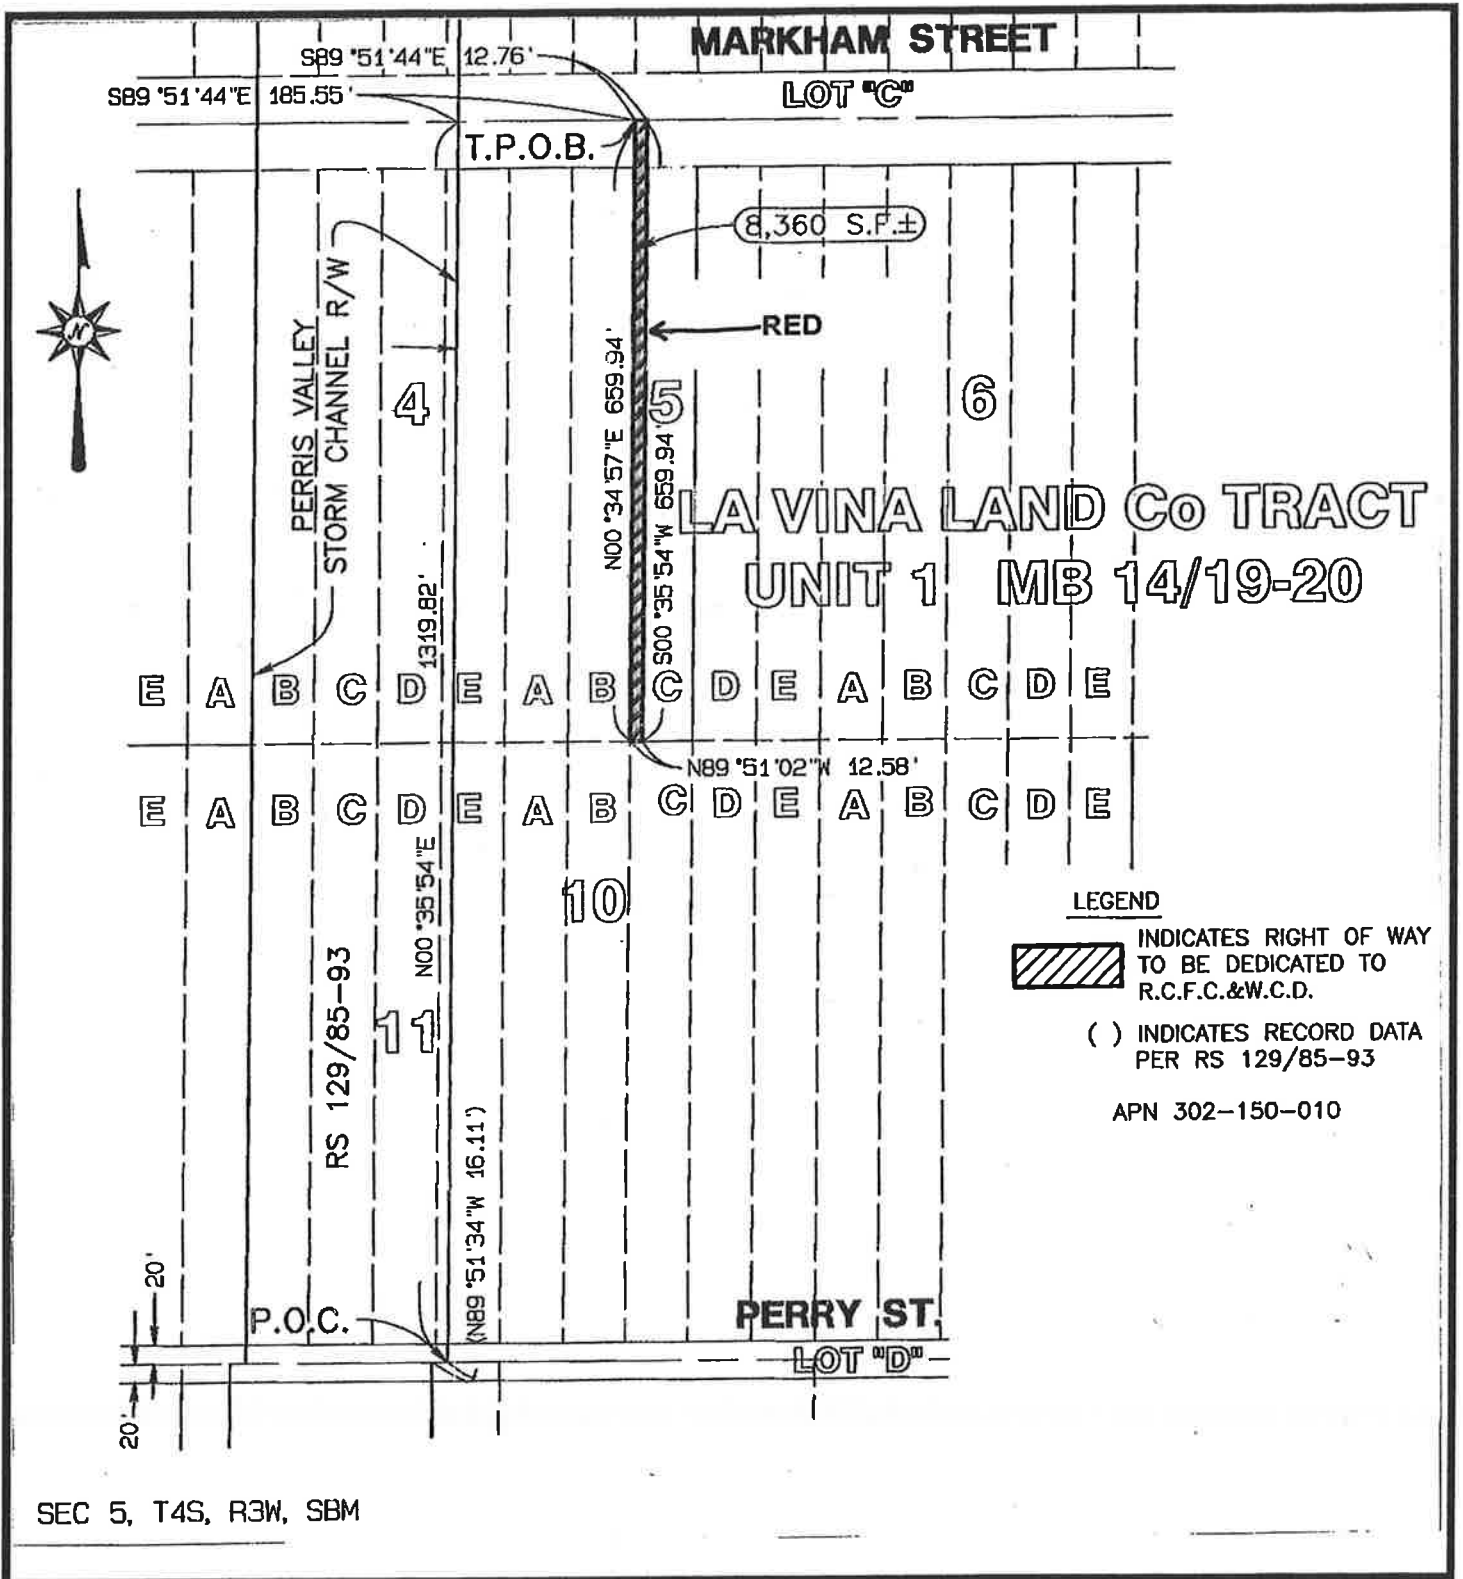 MARKHAM STREET
S89°51'44"E 12.76'
S89°51'44"E 185.55'
LOT "C"
T.P.O.B.
8,360 S.F.±
RED
N
PERRIS VALLEY
STORM CHANNEL R/W
4
5
6
N00°34'57"E 659.94'
S00°35'54"W 659.94'
LA VINA LAND Co TRACT
UNIT 1 MB 14/19-20
1319.82'
E A B C D E A B C D E A B C D E
N89°51'02"W 12.58'
E A B C D E A B C D E A B C D E
N00°35'54"E
10
11
RS 129/85-93
LEGEND
INDICATES RIGHT OF WAY
TO BE DEDICATED TO
R.C.F.C.&W.C.D.
( ) INDICATES RECORD DATA
PER RS 129/85-93
APN 302-150-010
(N89°51'34"W 16.11')
20'
P.O.C.
PERRY ST.
LOT "D"
20'
SEC 5, T4S, R3W, SBM